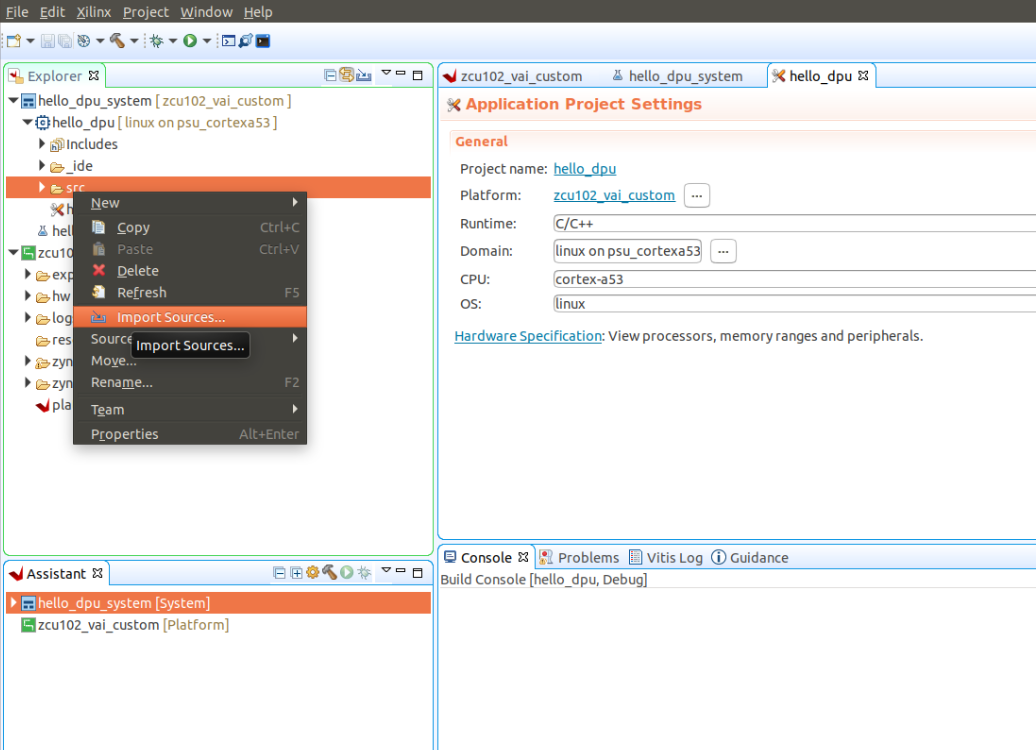 File Edit Xilinx Project Window Help
Explorer
hello_dpu_system [ zcu102_vai_custom ]
hello_dpu [ linux on psu_cortexa53 ]
Includes
_ide
src
New
Copy Ctrl+C
Paste Ctrl+V
Delete
Refresh F5
Import Sources...
Source
Import Sources...
Move...
Rename... F2
Team
Properties Alt+Enter
h
hell
zcu10
exp
hw
log
res
zyn
zyn
pla
zcu102_vai_custom hello_dpu_system hello_dpu
Application Project Settings
General
Project name: hello_dpu
Platform: zcu102_vai_custom ...
Runtime: C/C++
Domain: linux on psu_cortexa53 ...
CPU: cortex-a53
OS: linux
Hardware Specification: View processors, memory ranges and peripherals.
Assistant
hello_dpu_system [System]
zcu102_vai_custom [Platform]
Console Problems Vitis Log Guidance
Build Console [hello_dpu, Debug]